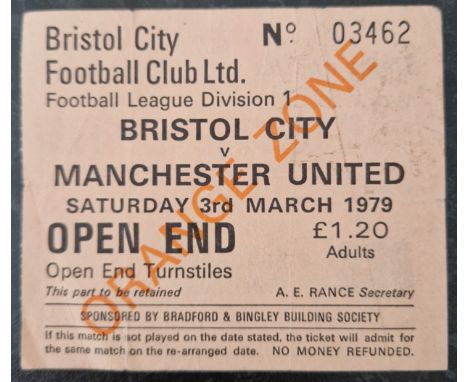 Bristol City Nº 03462
Football Club Ltd.
Football League Division 1
BRISTOL CITY
v
MANCHESTER UNITED
SATURDAY 3rd MARCH 1979
OPEN END £1.20
Adults
Open End Turnstiles
This part to be retained A. E. RANCE Secretary
SPONSORED BY BRADFORD & BINGLEY BUILDING SOCIETY
If this match is not played on the date stated, the ticket will admit for
the same match on the re-arranged date. NO MONEY REFUNDED.
ORANGE ZONE